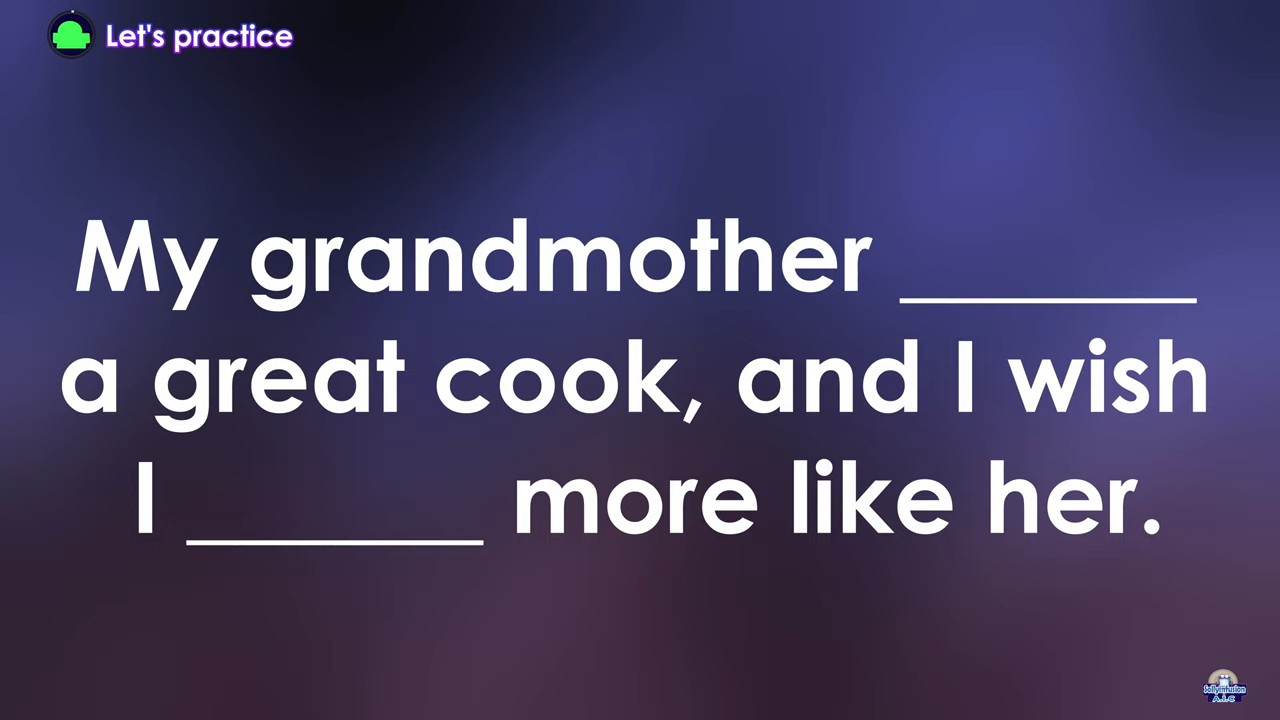 Let's practice
My grandmother ______
a great cook, and I wish
I ______ more like her.